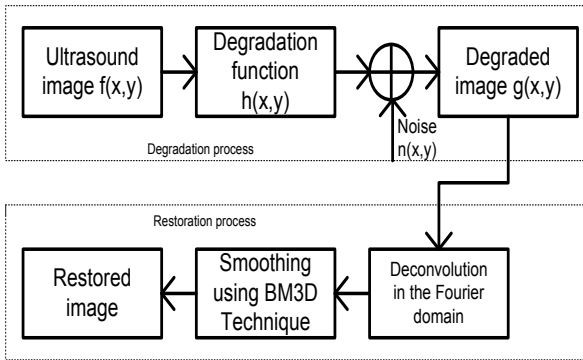 Ultrasound
image f(x,y)
Degradation
function
h(x,y)
Noise
n(x,y)
Degraded
image g(x,y)
Degradation process
Restoration process
Restored
image
Smoothing
using BM3D
Technique
Deconvolution
in the Fourier
domain